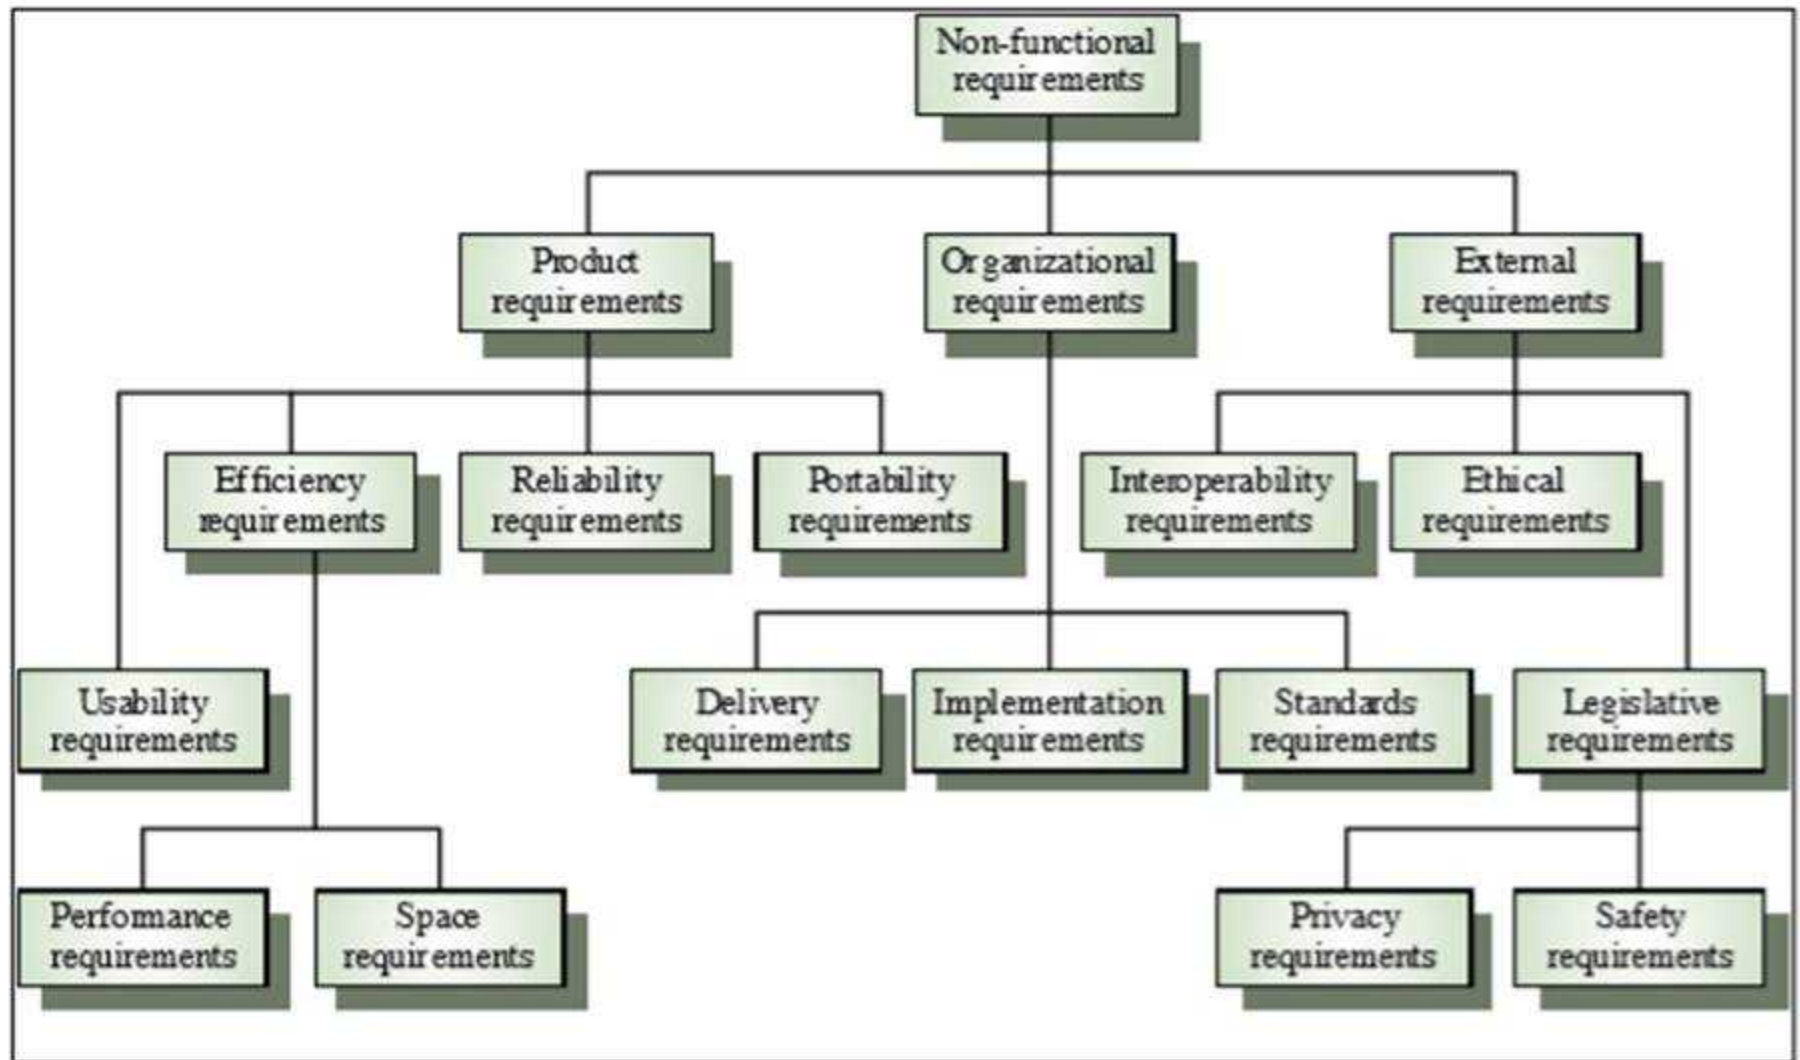 Non-functional
requirements
Product
requirements
Organizational
requirements
External
requirements
Efficiency
requirements
Reliability
requirements
Portability
requirements
Interoperability
requirements
Ethical
requirements
Usability
requirements
Delivery
requirements
Implementation
requirements
Standards
requirements
Legislative
requirements
Performance
requirements
Space
requirements
Privacy
requirements
Safety
requirements